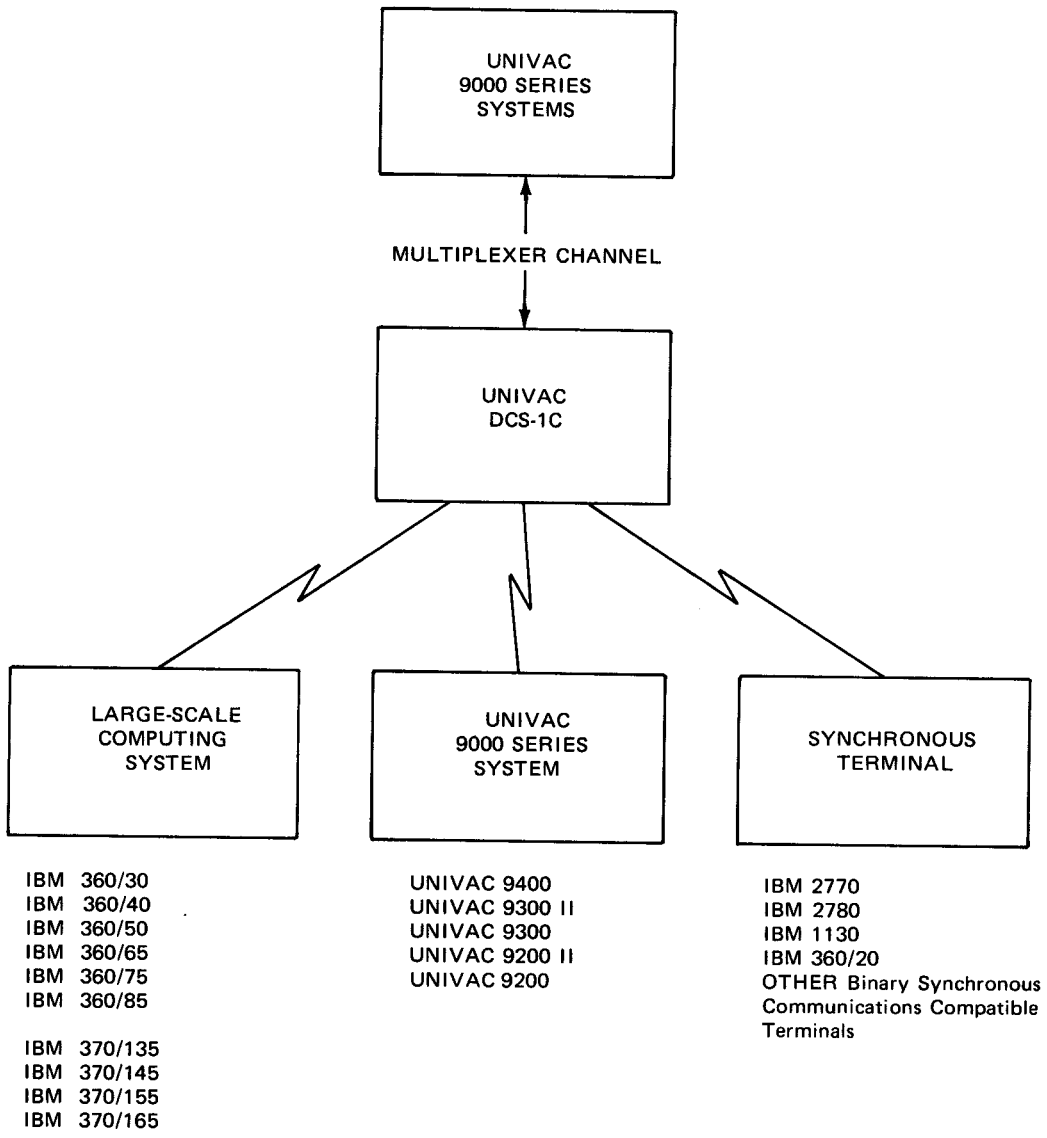 UNIVAC
9000 SERIES
SYSTEMS
MULTIPLEXER CHANNEL
UNIVAC
DCS-1C
LARGE-SCALE
COMPUTING
SYSTEM
UNIVAC
9000 SERIES
SYSTEM
SYNCHRONOUS
TERMINAL
IBM 360/30
IBM 360/40
IBM 360/50
IBM 360/65
IBM 360/75
IBM 360/85
IBM 370/135
IBM 370/145
IBM 370/155
IBM 370/165
UNIVAC 9400
UNIVAC 9300 II
UNIVAC 9300
UNIVAC 9200 II
UNIVAC 9200
IBM 2770
IBM 2780
IBM 1130
IBM 360/20
OTHER Binary Synchronous
Communications Compatible
Terminals